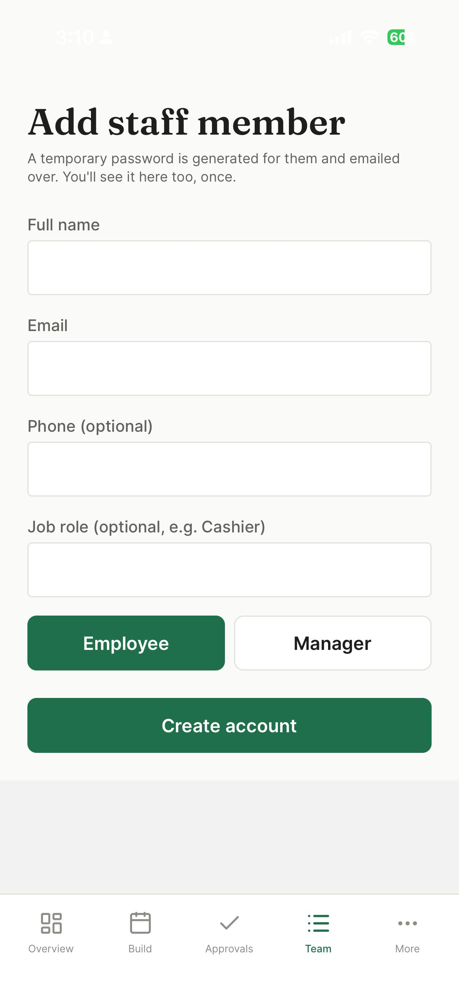 3:10
60
Add staff member
A temporary password is generated for them and emailed
over. You'll see it here too, once.
Full name
Email
Phone (optional)
Job role (optional, e.g. Cashier)
Employee
Manager
Create account
Overview
Build
Approvals
Team
More